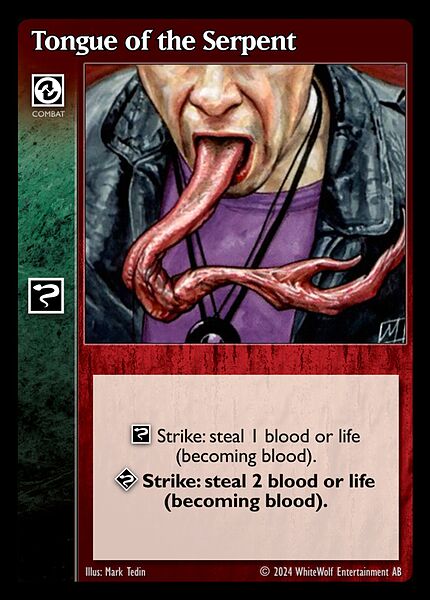 Tongue of the Serpent
COMBAT
Strike: steal 1 blood or life
(becoming blood).
Strike: steal 2 blood or life
(becoming blood).
Illus: Mark Tedin
© 2024 WhiteWolf Entertainment AB